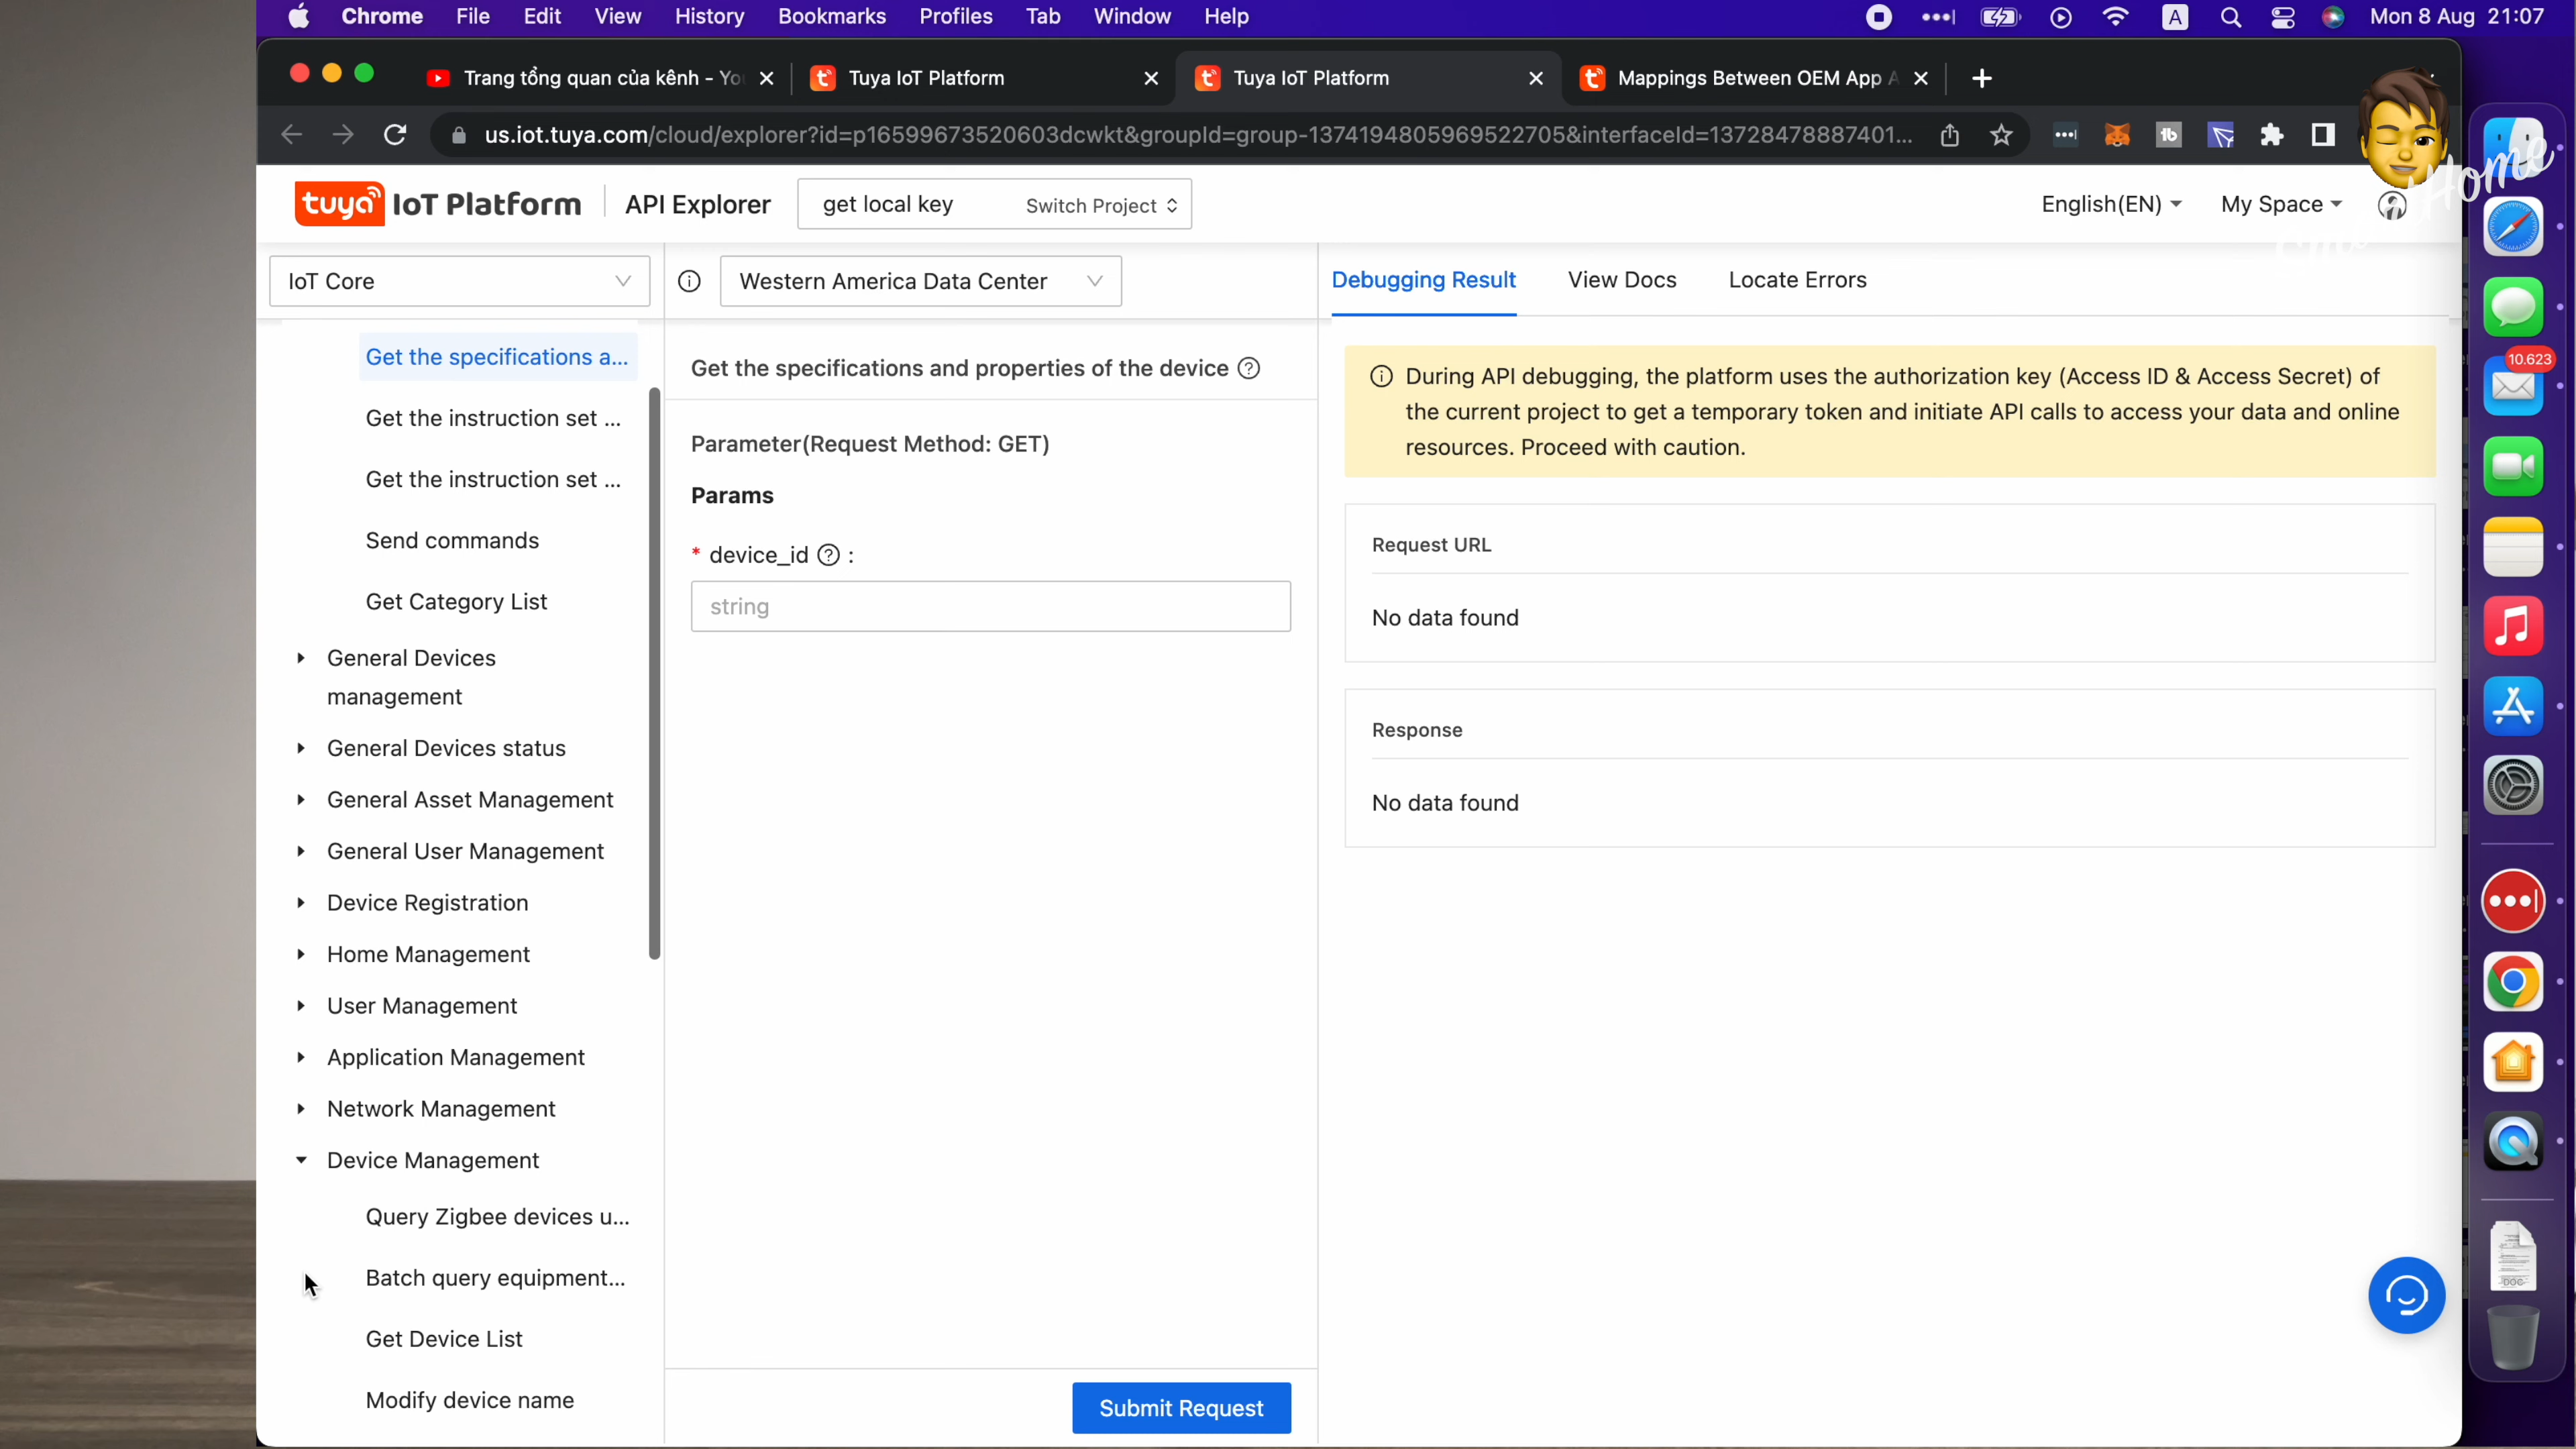 Chrome File Edit View History Bookmarks Profiles Tab Window Help A Mon 8 Aug 21:07
Trang tổng quan của kênh - Yo
Tuya IoT Platform
Tuya IoT Platform
Mappings Between OEM App A
us.iot.tuya.com/cloud/explorer?id=p16599673520603dcwkt&groupId=group-1374194805969522705&interfaceId=13728478887401...
tuya IoT Platform
API Explorer
get local key Switch Project
English(EN)
My Space
Home
10.623
IoT Core
Get the specifications a...
Get the instruction set ...
Get the instruction set ...
Send commands
Get Category List
General Devices
management
General Devices status
General Asset Management
General User Management
Device Registration
Home Management
User Management
Application Management
Network Management
Device Management
Query Zigbee devices u...
Batch query equipment...
Get Device List
Modify device name
Western America Data Center
Get the specifications and properties of the device
Parameter(Request Method: GET)
Params
* device_id :
string
Submit Request
Debugging Result View Docs Locate Errors
During API debugging, the platform uses the authorization key (Access ID & Access Secret) of
the current project to get a temporary token and initiate API calls to access your data and online
resources. Proceed with caution.
Request URL
No data found
Response
No data found
DOC